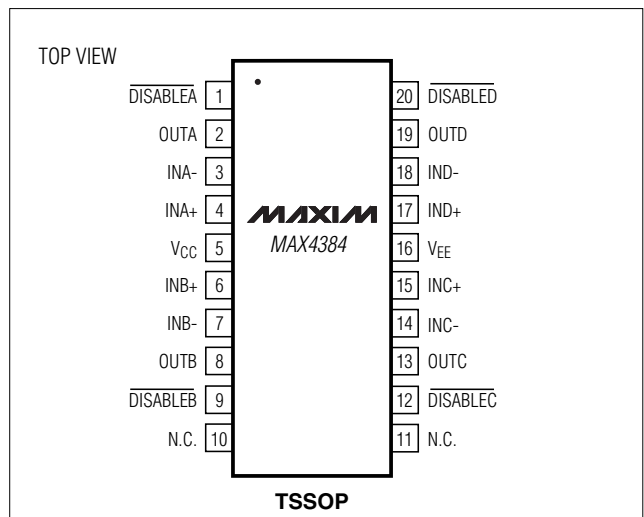 TOP VIEW
DISABLEA 1 20 DISABLED
OUTA 2 19 OUTD
INA- 3 18 IND-
INA+ 4 MAXIM 17 IND+
VCC 5 MAX4384 16 VEE
INB+ 6 15 INC+
INB- 7 14 INC-
OUTB 8 13 OUTC
DISABLEB 9 12 DISABLEC
N.C. 10 11 N.C.
TSSOP